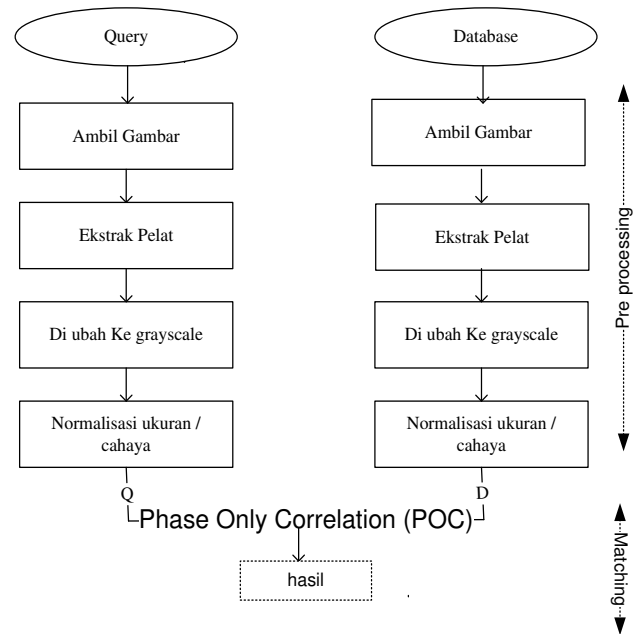 Query
Database
Ambil Gambar
Ambil Gambar
Ekstrak Pelat
Ekstrak Pelat
Di ubah Ke grayscale
Di ubah Ke grayscale
Normalisasi ukuran /
cahaya
Normalisasi ukuran /
cahaya
Pre processing
Q
D
Phase Only Correlation (POC)
hasil
Matching